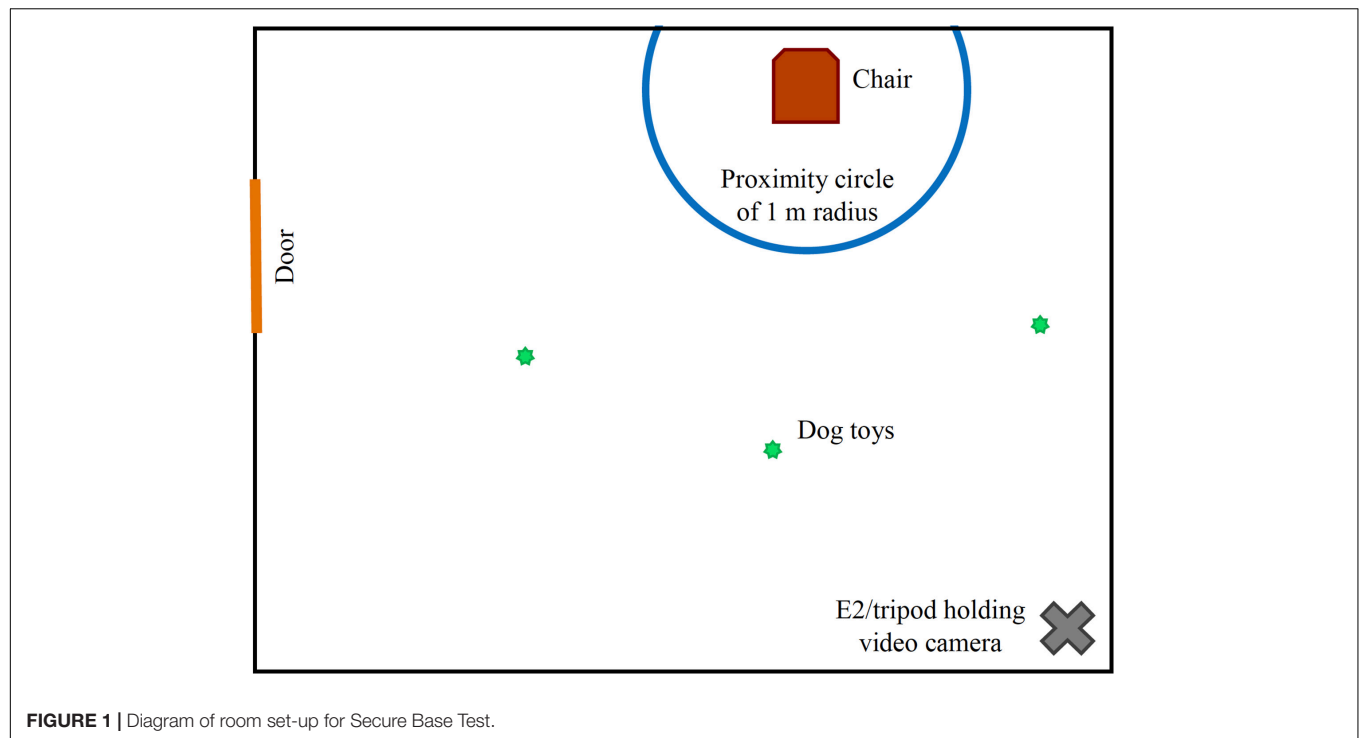 Chair
Proximity circle
of 1 m radius
Door
Dog toys
E2/tripod holding
video camera
FIGURE 1 | Diagram of room set-up for Secure Base Test.